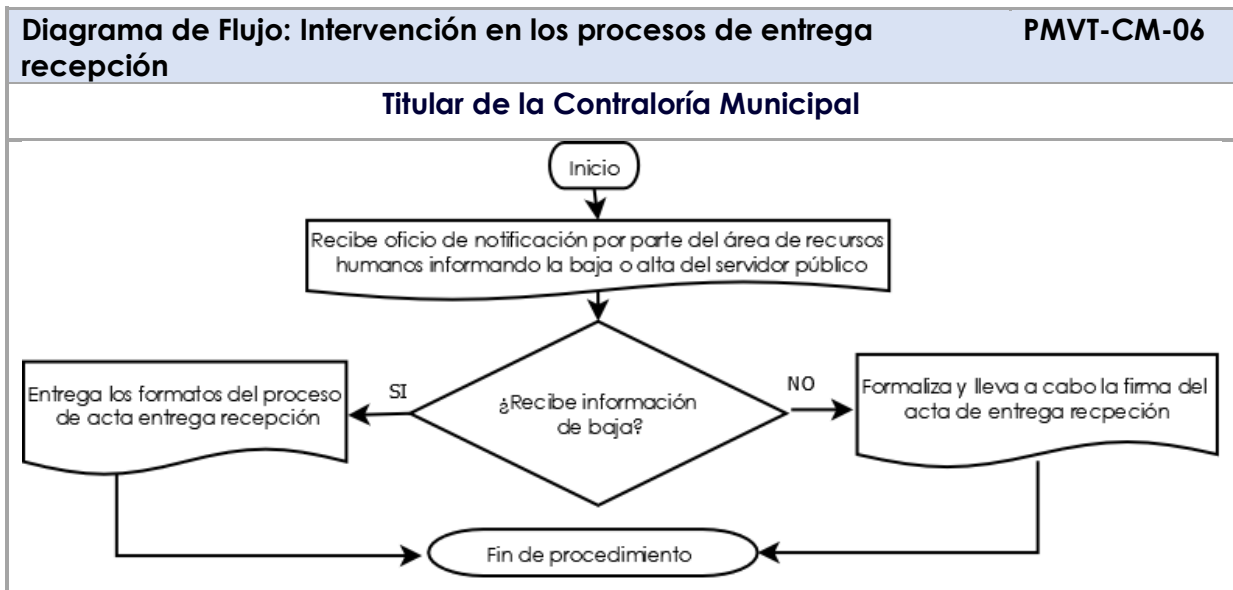 Diagrama de Flujo: Intervención en los procesos de entrega
recepción
PMVT-CM-06
Titular de la Contraloría Municipal
Inicio
Recibe oficio de notificación por parte del área de recursos
humanos informando la baja o alta del servidor público
¿Recibe información
de baja?
SI
Entrega los formatos del proceso
de acta entrega recepción
NO
Formaliza y lleva a cabo la firma del
acta de entrega recpeción
Fin de procedimiento